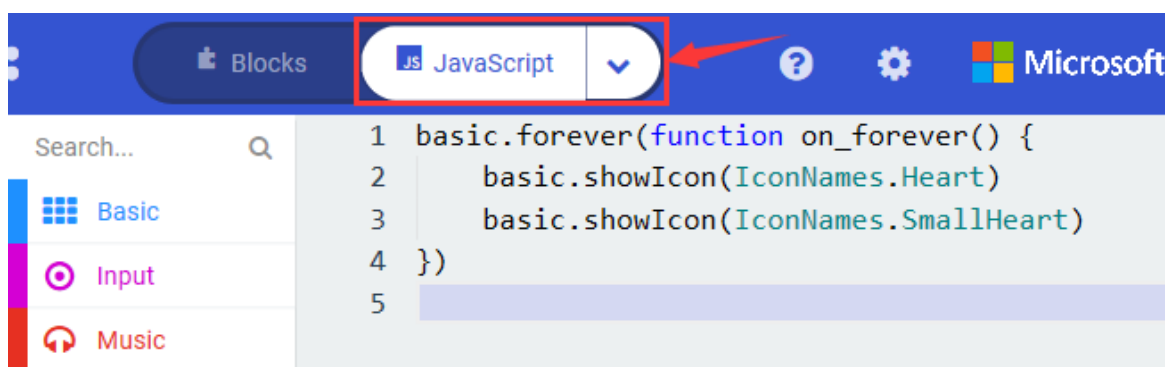 Blocks
JS JavaScript
?
Microsoft
Search...
Basic
Input
Music
1 basic.forever(function on_forever() {
2     basic.showIcon(IconNames.Heart)
3     basic.showIcon(IconNames.SmallHeart)
4 })
5